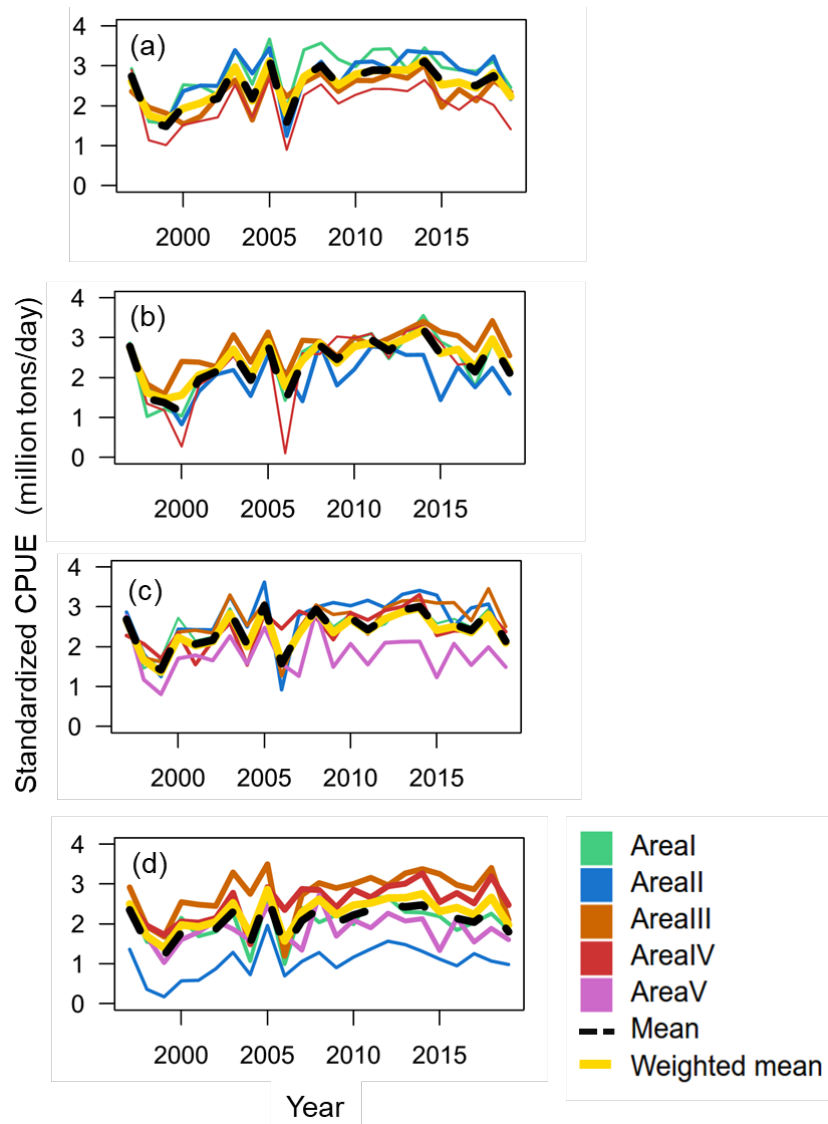 (a)
4
3
2
1
0
2000 2005 2010 2015
(b)
4
3
2
1
0
2000 2005 2010 2015
(c)
4
3
2
1
0
2000 2005 2010 2015
(d)
4
3
2
1
0
2000 2005 2010 2015
Standardized CPUE (million tons/day)
Year
AreaI
AreaII
AreaIII
AreaIV
AreaV
Mean
Weighted mean